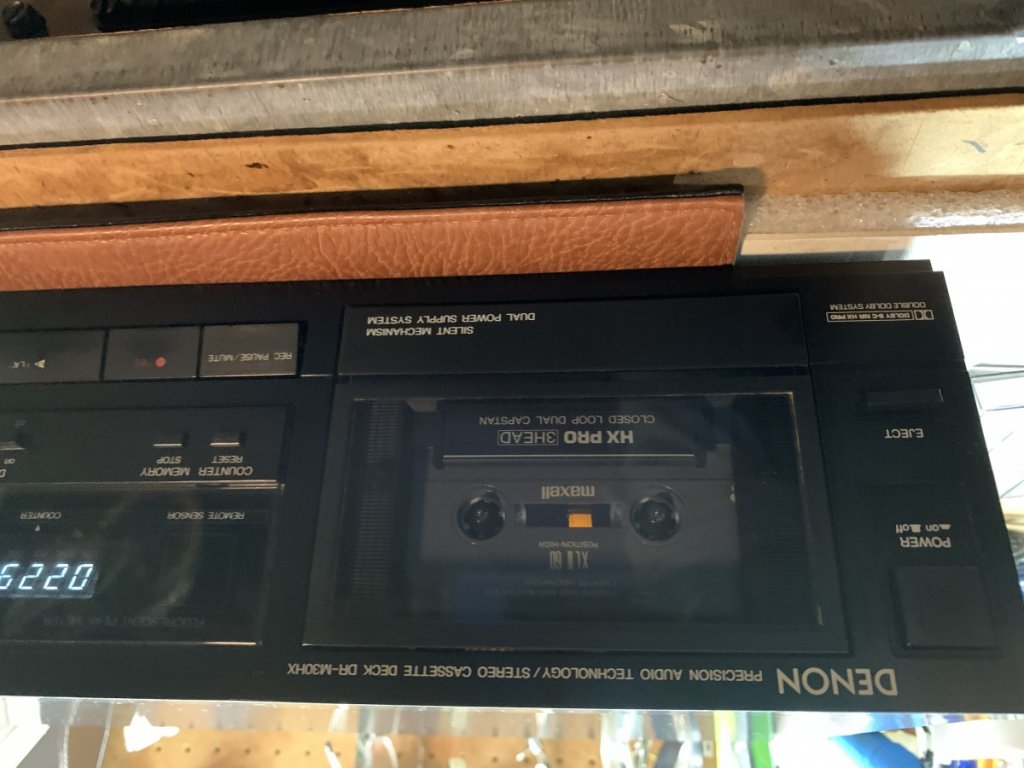 DENON
PRECISION AUDIO TECHNOLOGY / STEREO CASSETTE DECK DR-M30HX
POWER
on off
EJECT
DOLBY B-C NR HX PRO
DOUBLE DOLBY SYSTEM
XL II 60
POSITION-HIGH
maxell
HX PRO 3HEAD
CLOSED LOOP DUAL CAPSTAN
SILENT MECHANISM
DUAL POWER SUPPLY SYSTEM
FLUORESCENT PEAK METER
REMOTE SENSOR
COUNTER
COUNTER MEMORY
RESET STOP
REC PAUSE/MUTE